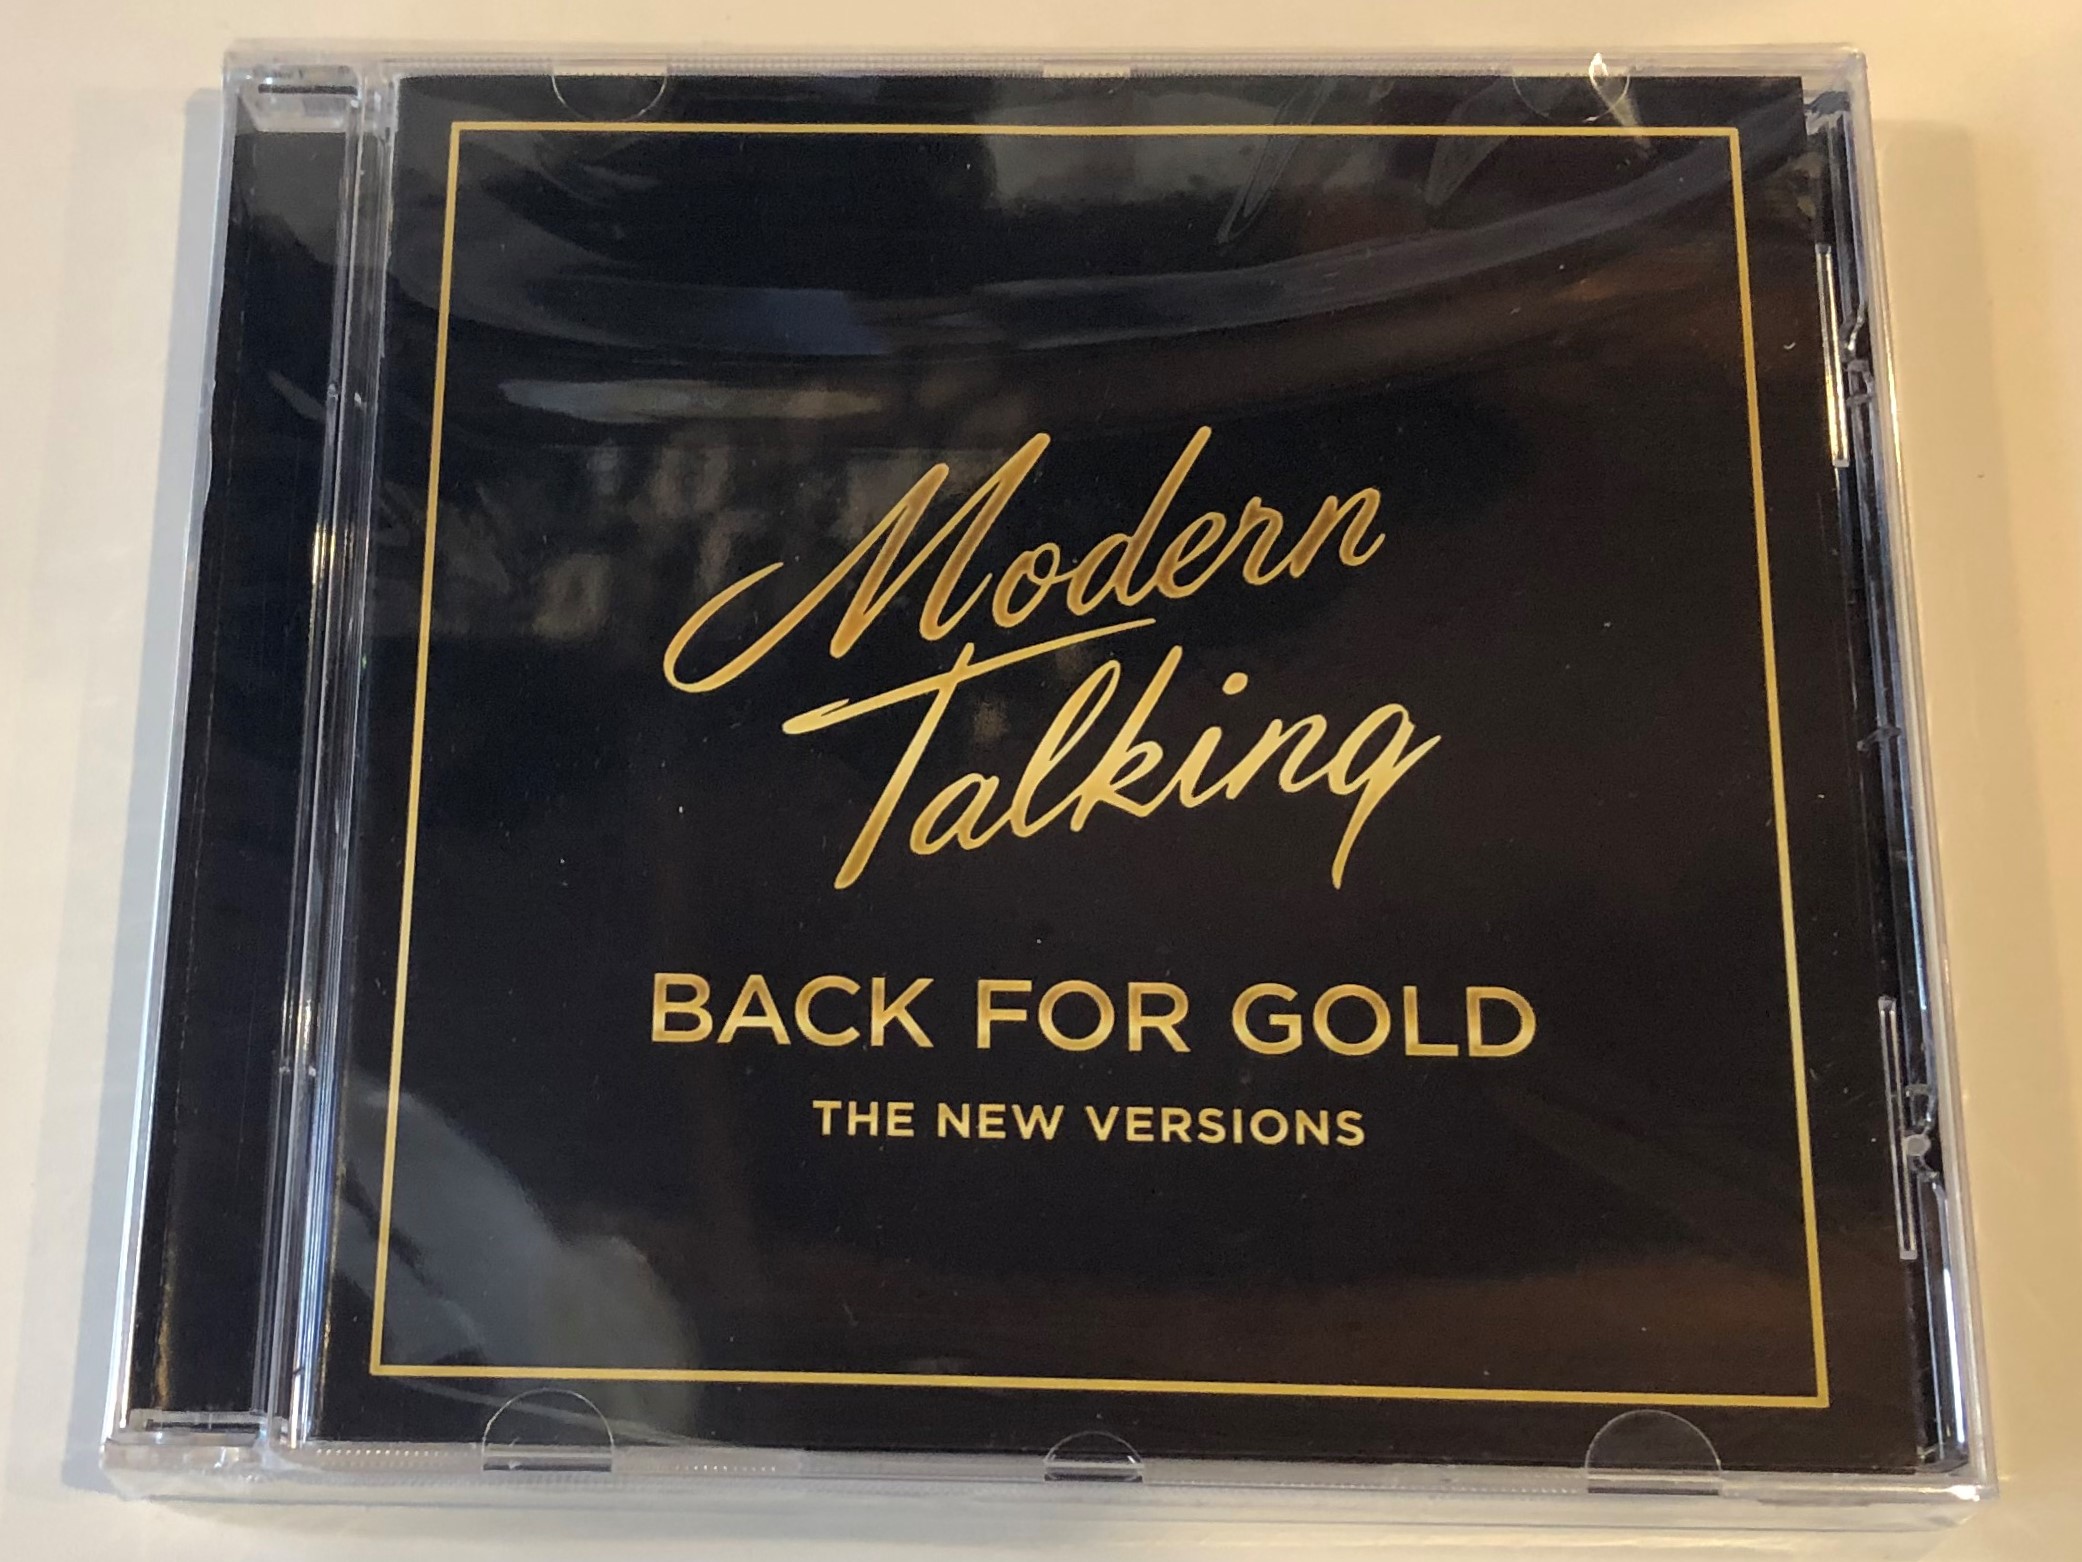 Modern
Talking
BACK FOR GOLD
THE NEW VERSIONS